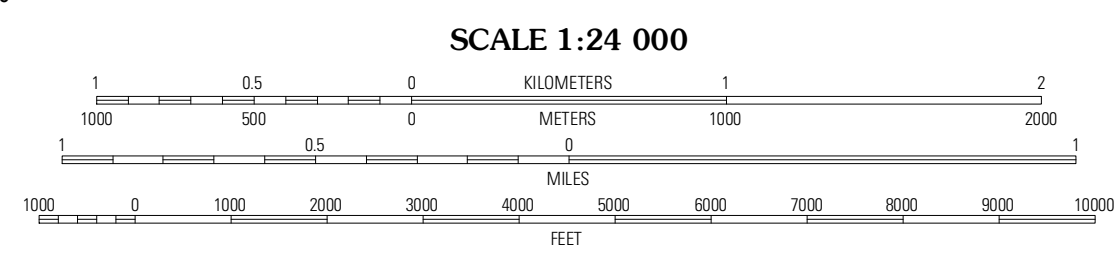 SCALE 1:24 000
1 0.5 0 KILOMETERS 1 2
1000 500 0 METERS 1000 2000
1 0.5 0 1
MILES
1000 0 1000 2000 3000 4000 5000 6000 7000 8000 9000 10000
FEET